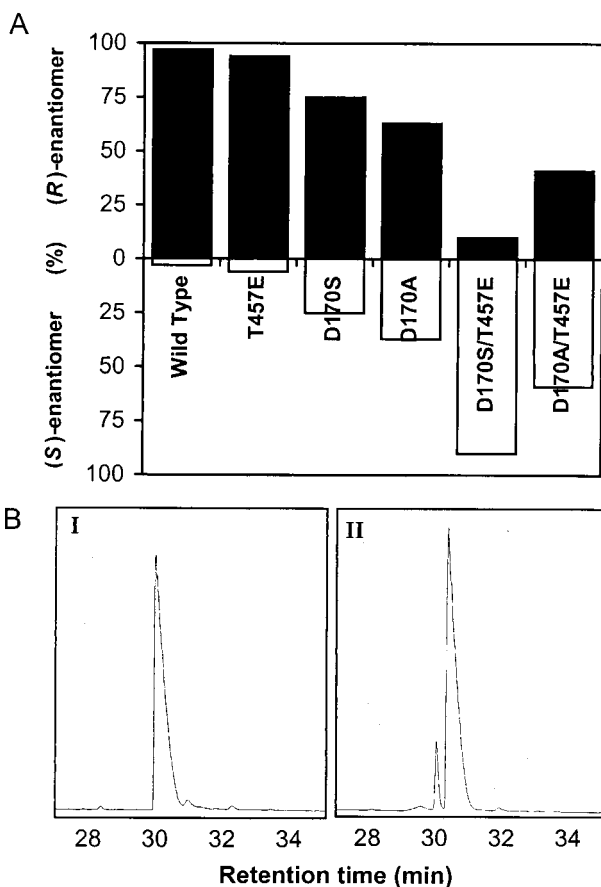 A
100
75
50
25
0
25
50
75
100
(R)-enantiomer
(%)
(S)-enantiomer
Wild Type
T457E
D170S
D170A
D170S/T457E
D170A/T457E
B
I
II
28 30 32 34
28 30 32 34
Retention time (min)